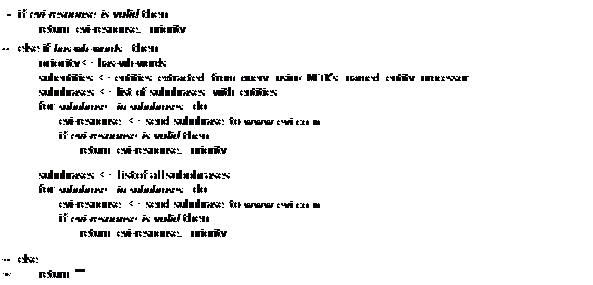 if evi-response is valid then
return evi-response, priority
else if has-wh-words then
priority <- has-wh-words
subentities <- entities extracted from query using NLTK's named entity processor
subphrases <- list of subphrases with entities
for subphrase in subphrases do
evi-response <- send subphrase to www.evi.com
if evi-response is valid then
return evi-response, priority
subphrases <- list of all subphrases
for subphrase in subphrases do
evi-response <- send subphrase to www.evi.com
if evi-response is valid then
return evi-response, priority
else
return ""